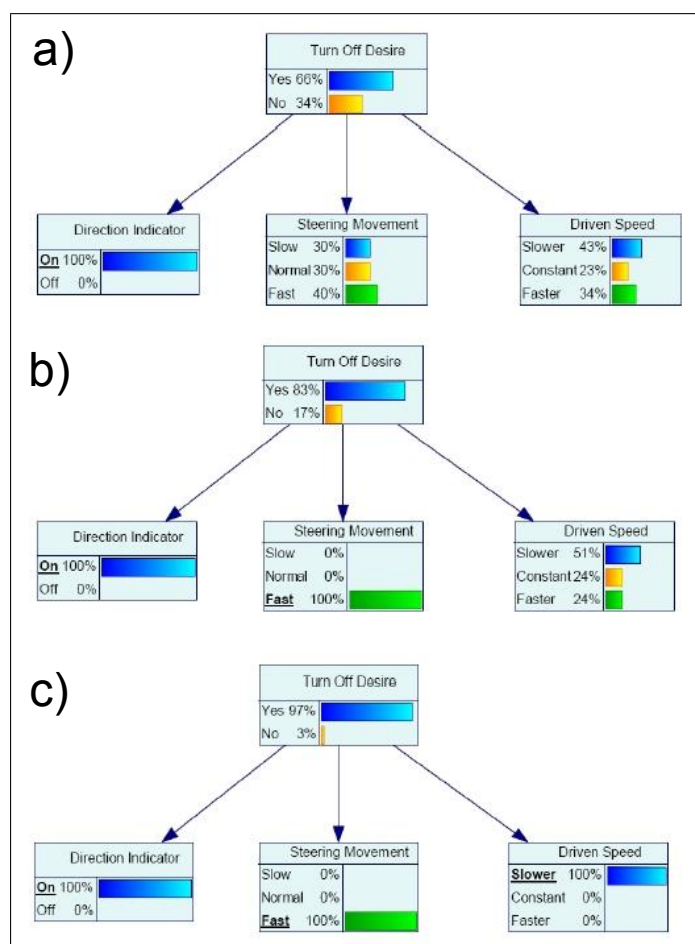 a)
Turn Off Desire
Yes 66%
No 34%
Direction Indicator
On 100%
Off 0%
Steering Movement
Slow 30%
Normal 30%
Fast 40%
Driven Speed
Slower 43%
Constant 23%
Faster 34%
b)
Turn Off Desire
Yes 83%
No 17%
Direction Indicator
On 100%
Off 0%
Steering Movement
Slow 0%
Normal 0%
Fast 100%
Driven Speed
Slower 51%
Constant 24%
Faster 24%
c)
Turn Off Desire
Yes 97%
No 3%
Direction Indicator
On 100%
Off 0%
Steering Movement
Slow 0%
Normal 0%
Fast 100%
Driven Speed
Slower 100%
Constant 0%
Faster 0%